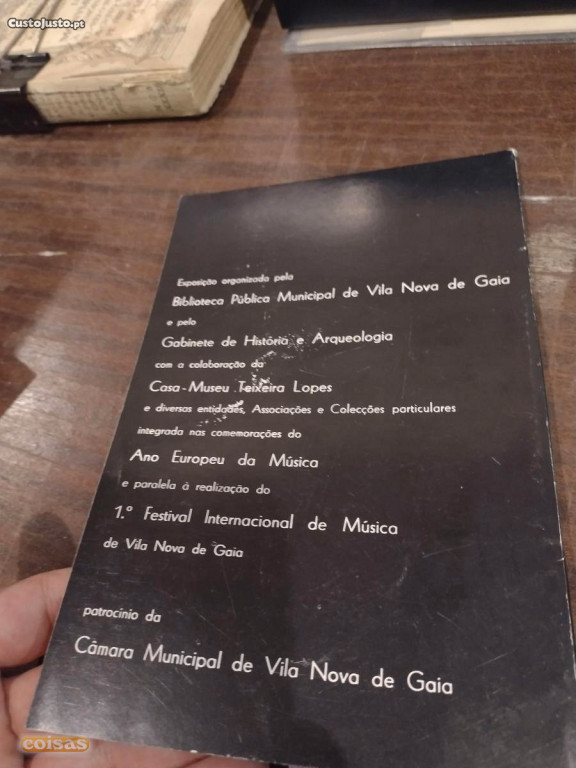 CustoJusto.pt
Exposição organizada pela
Biblioteca Pública Municipal de Vila Nova de Gaia
e pelo
Gabinete de História e Arqueologia
com a colaboração da
Casa-Museu Teixeira Lopes
e diversas entidades, Associações e Colecções particulares
integrada nas comemorações do
Ano Europeu da Música
e paralela à realização do
1.º Festival Internacional de Música
de Vila Nova de Gaia
patrocinio da
Câmara Municipal de Vila Nova de Gaia
coisas